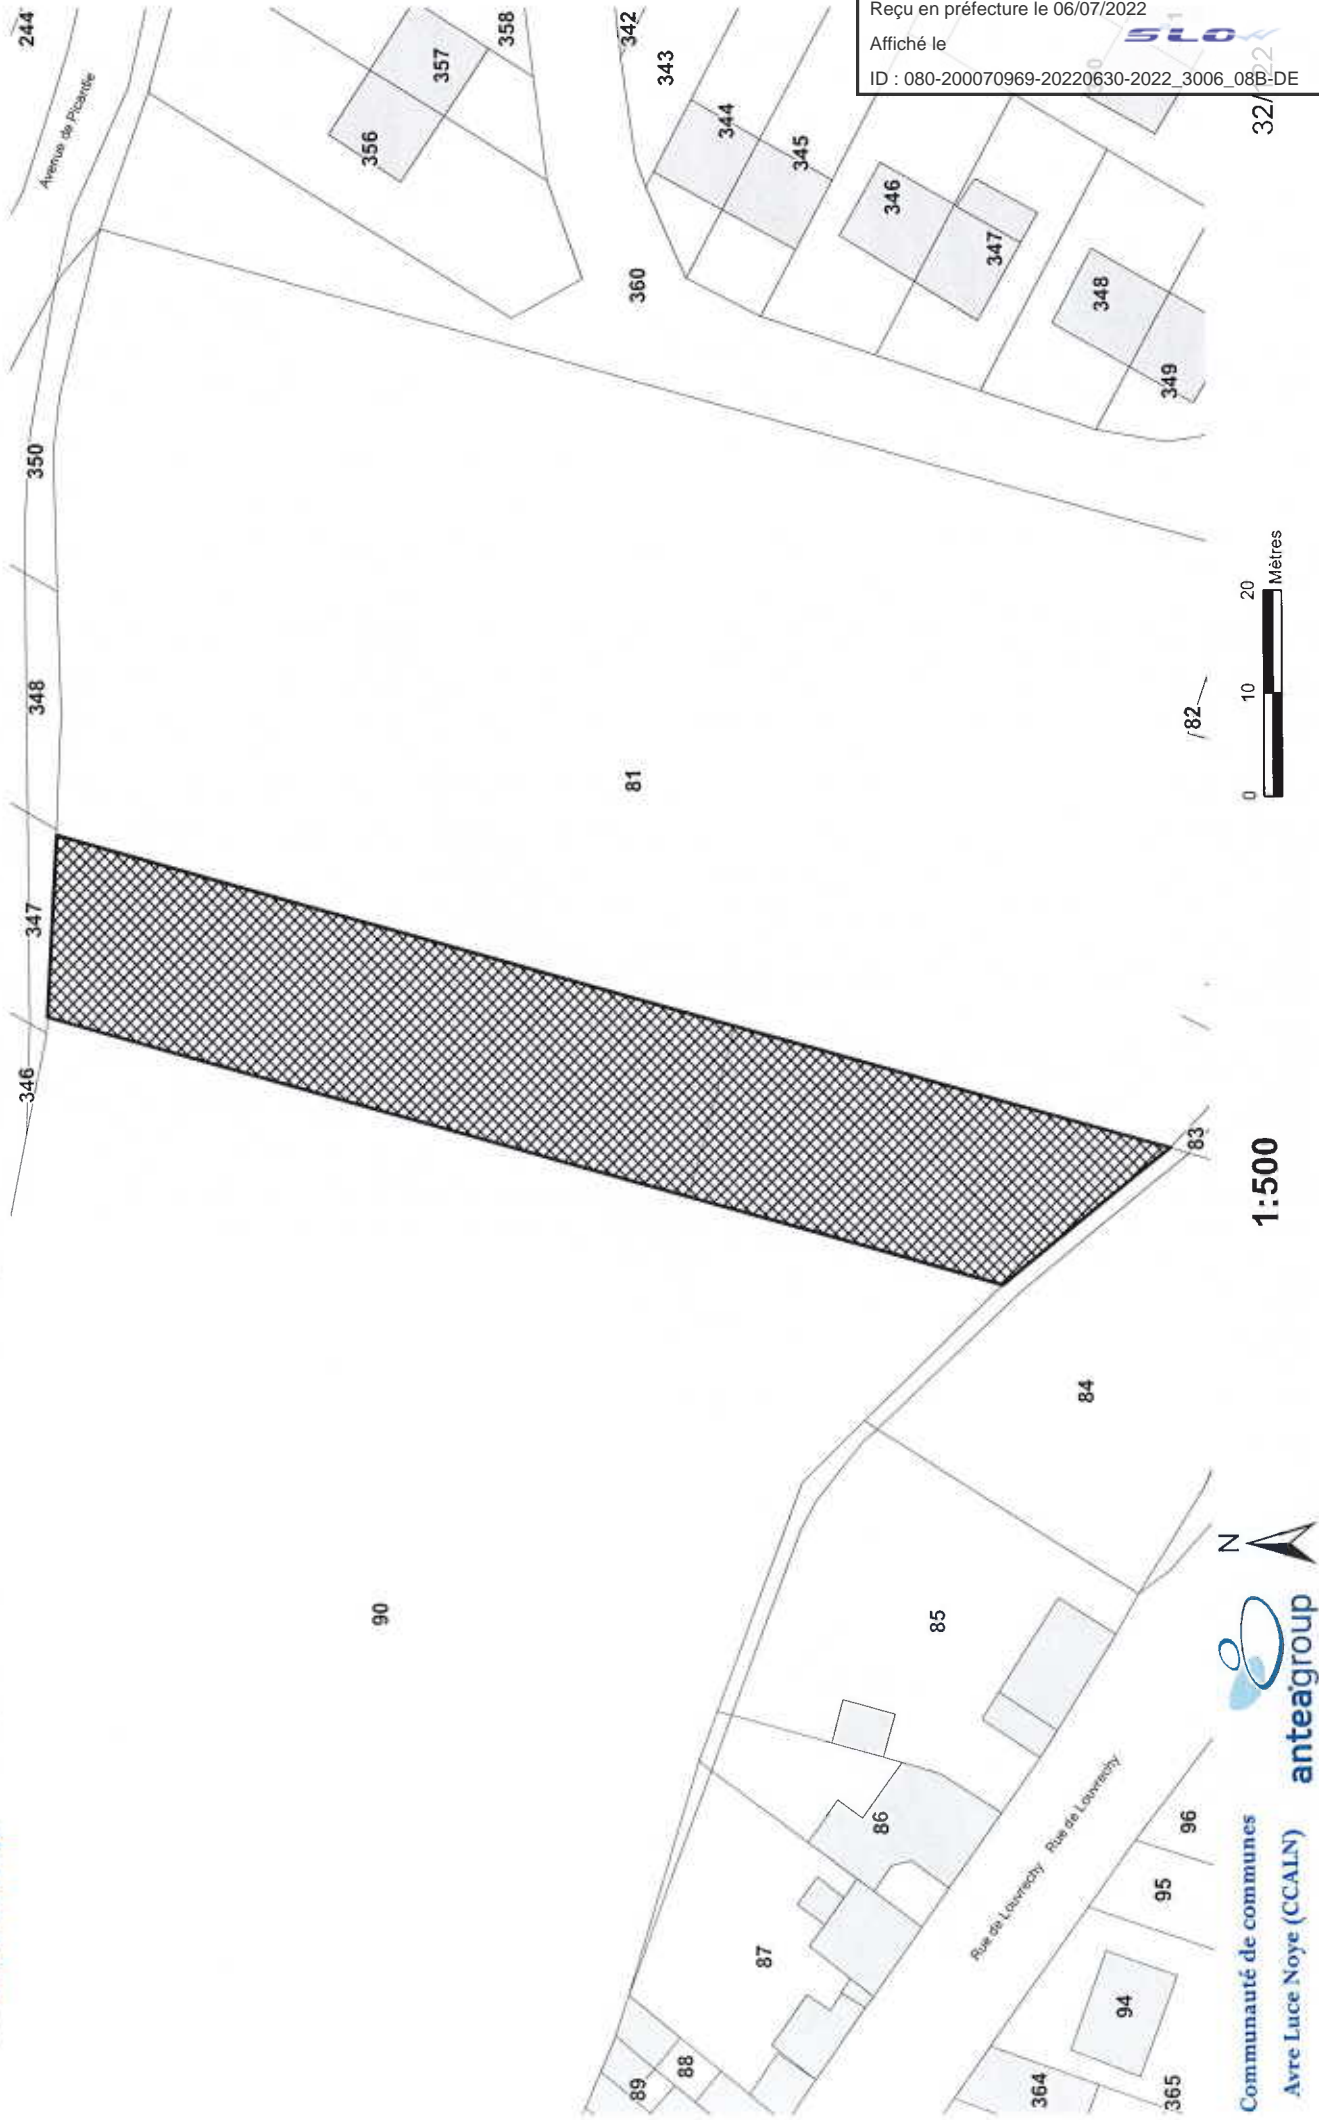 Reçu en préfecture le 06/07/2022
Affiché le
SLOW
ID : 080-200070969-20220630-2022_3006_08B-DE
244
Avenue de Picardie
350
348
347
346
358
357
356
342
343
344
345
346
347
348
349
360
81
82
83
84
90
85
86
87
88
89
Rue de Louvrechy Rue de Louvrechy
96
95
94
364
365
0 10 20
Mètres
1:500
N
anteagroup
Communauté de communes
Avre Luce Noye (CCALN)